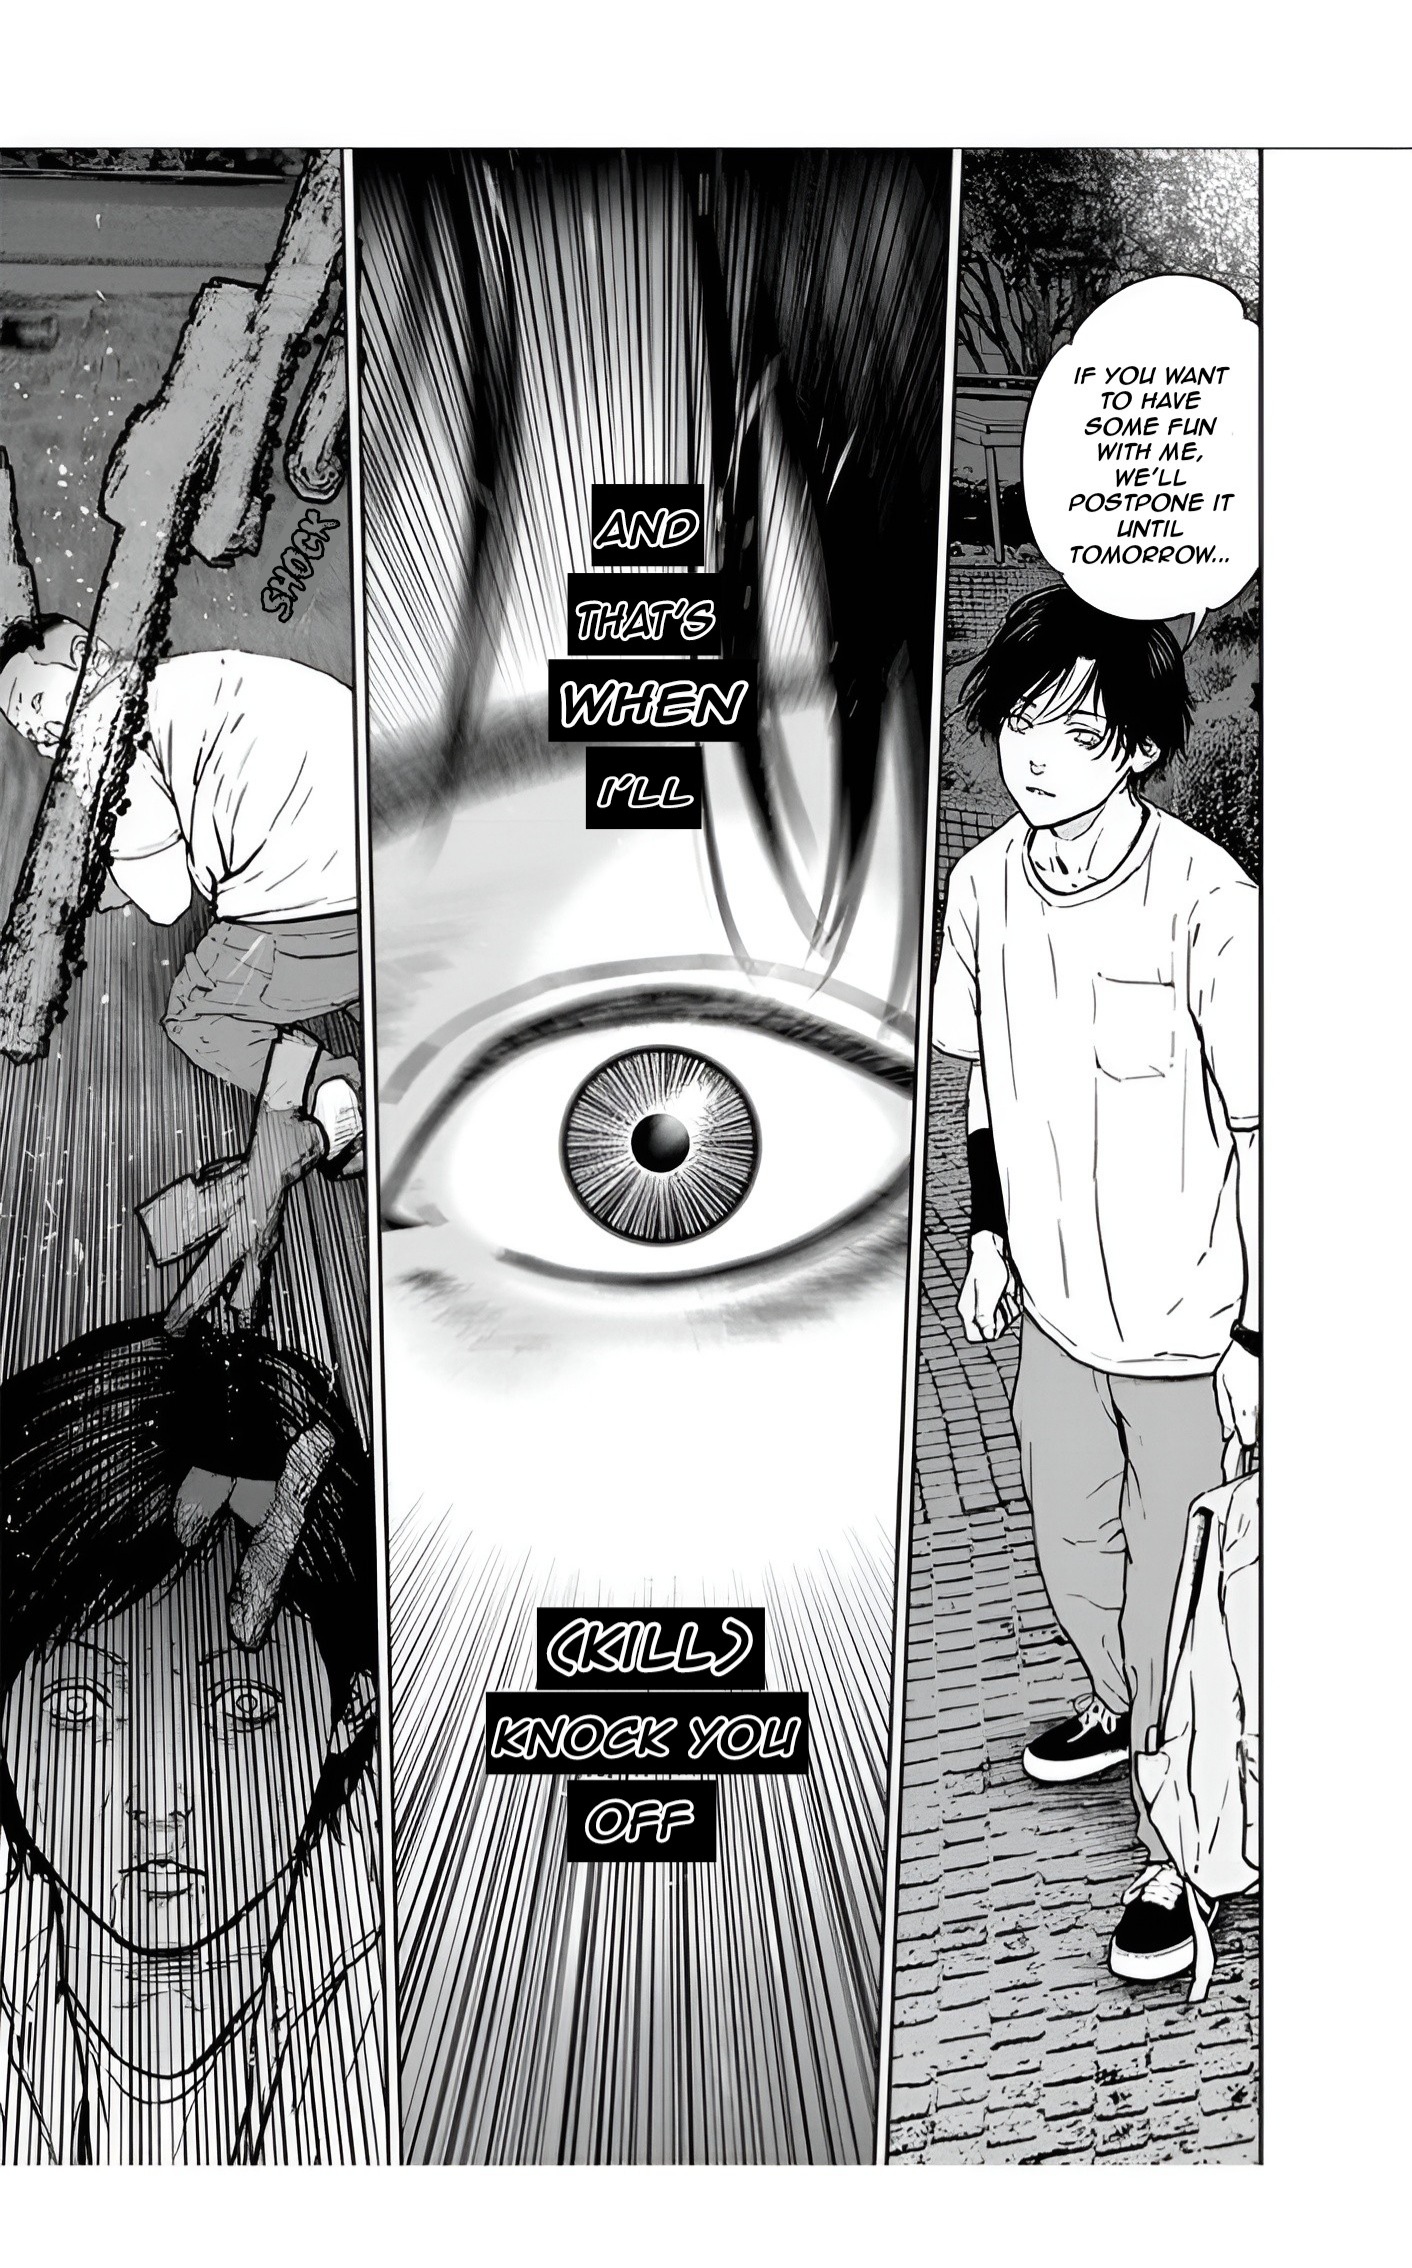 IF YOU WANT
TO HAVE
SOME FUN
WITH ME,
WE'LL
POSTPONE IT
UNTIL
TOMORROW...
AND
THAT'S
WHEN
I'LL
(KILL)
KNOCK YOU
OFF
SHOCK